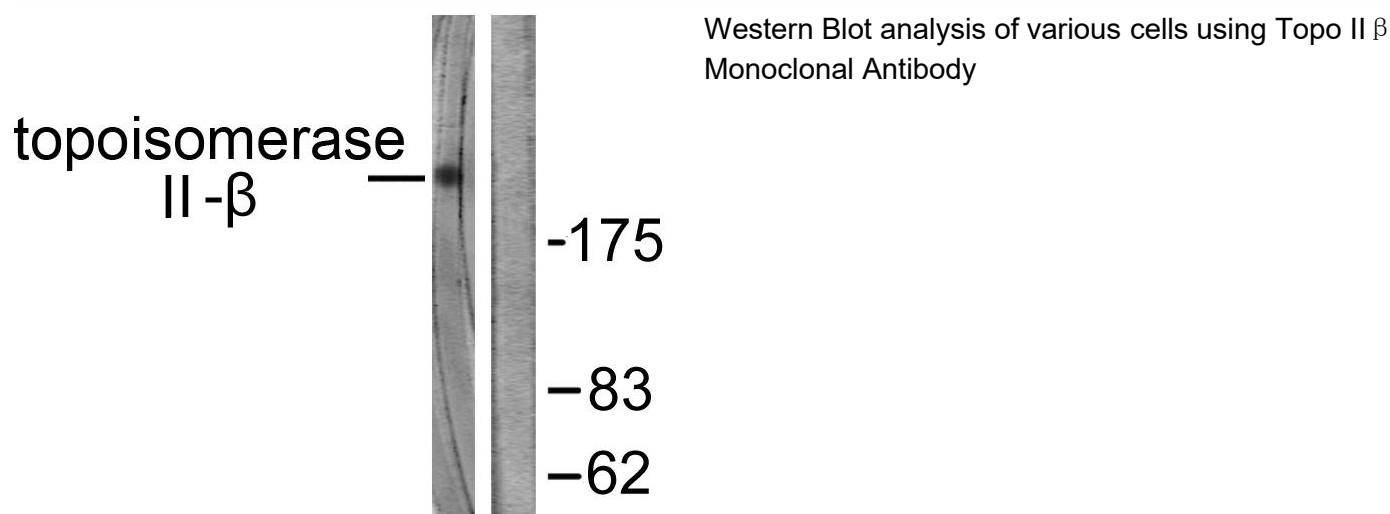 Western Blot analysis of various cells using Topo II β
Monoclonal Antibody
topoisomerase
II -β
-175
-83
-62